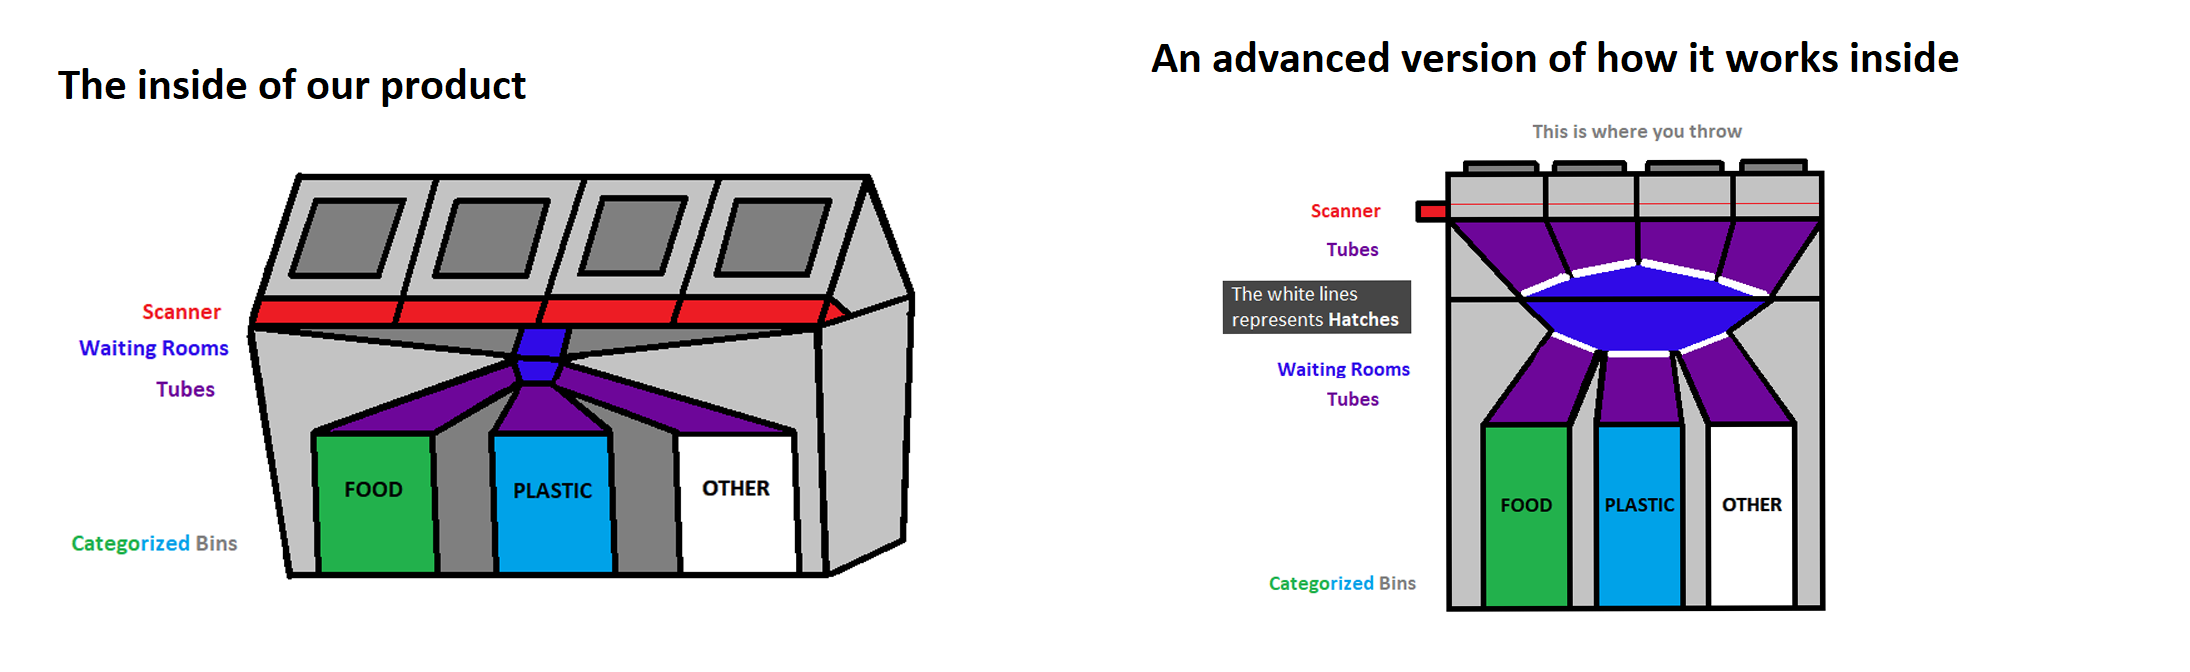 The inside of our product
Scanner
Waiting Rooms
Tubes
FOOD
PLASTIC
OTHER
Categorized Bins
An advanced version of how it works inside
This is where you throw
Scanner
Tubes
The white lines
represents Hatches
Waiting Rooms
Tubes
FOOD
PLASTIC
OTHER
Categorized Bins